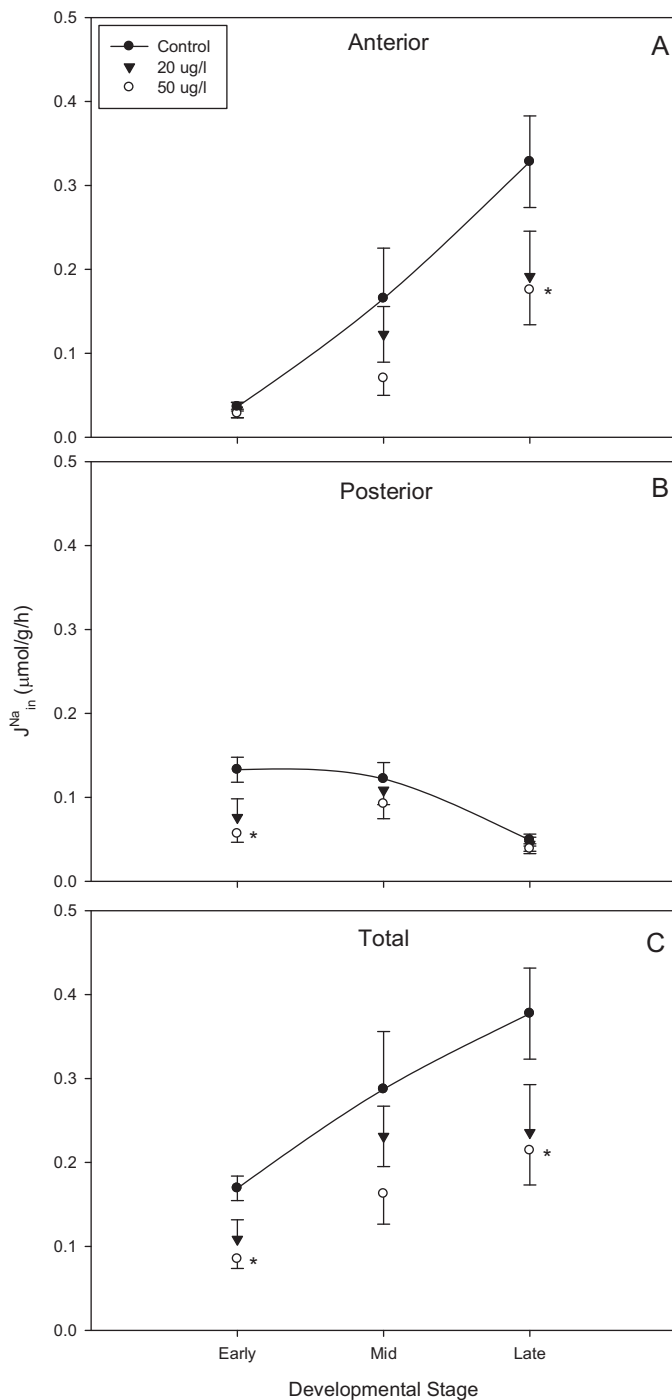 0.5
Anterior
A
Control
20 ug/l
50 ug/l
0.4
0.3
0.2
*
0.1
0.0
0.5
Posterior
B
0.4
0.3
0.2
0.1
*
0.0
J^Na_in (μmol/g/h)
0.5
Total
C
0.4
0.3
0.2
*
0.1
*
0.0
Early Mid Late
Developmental Stage